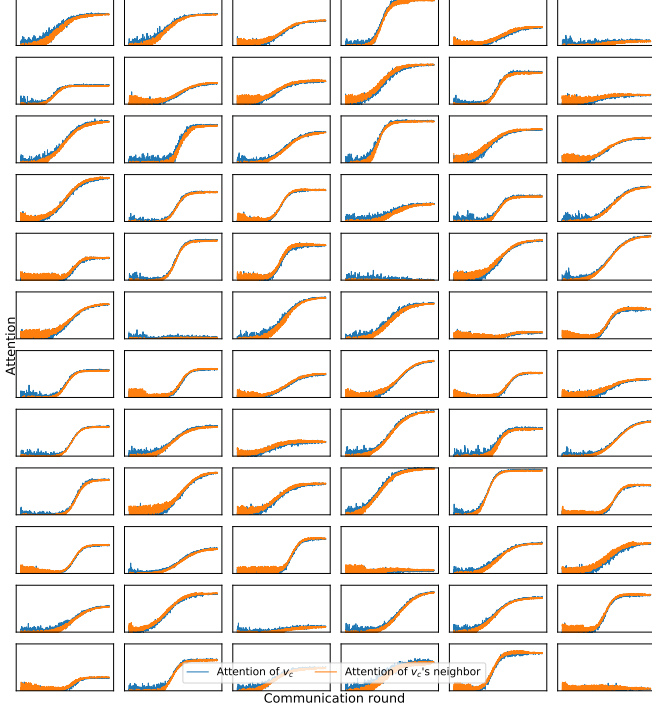 Attention
Attention of v_c
Attention of v_c's neighbor
Communication round